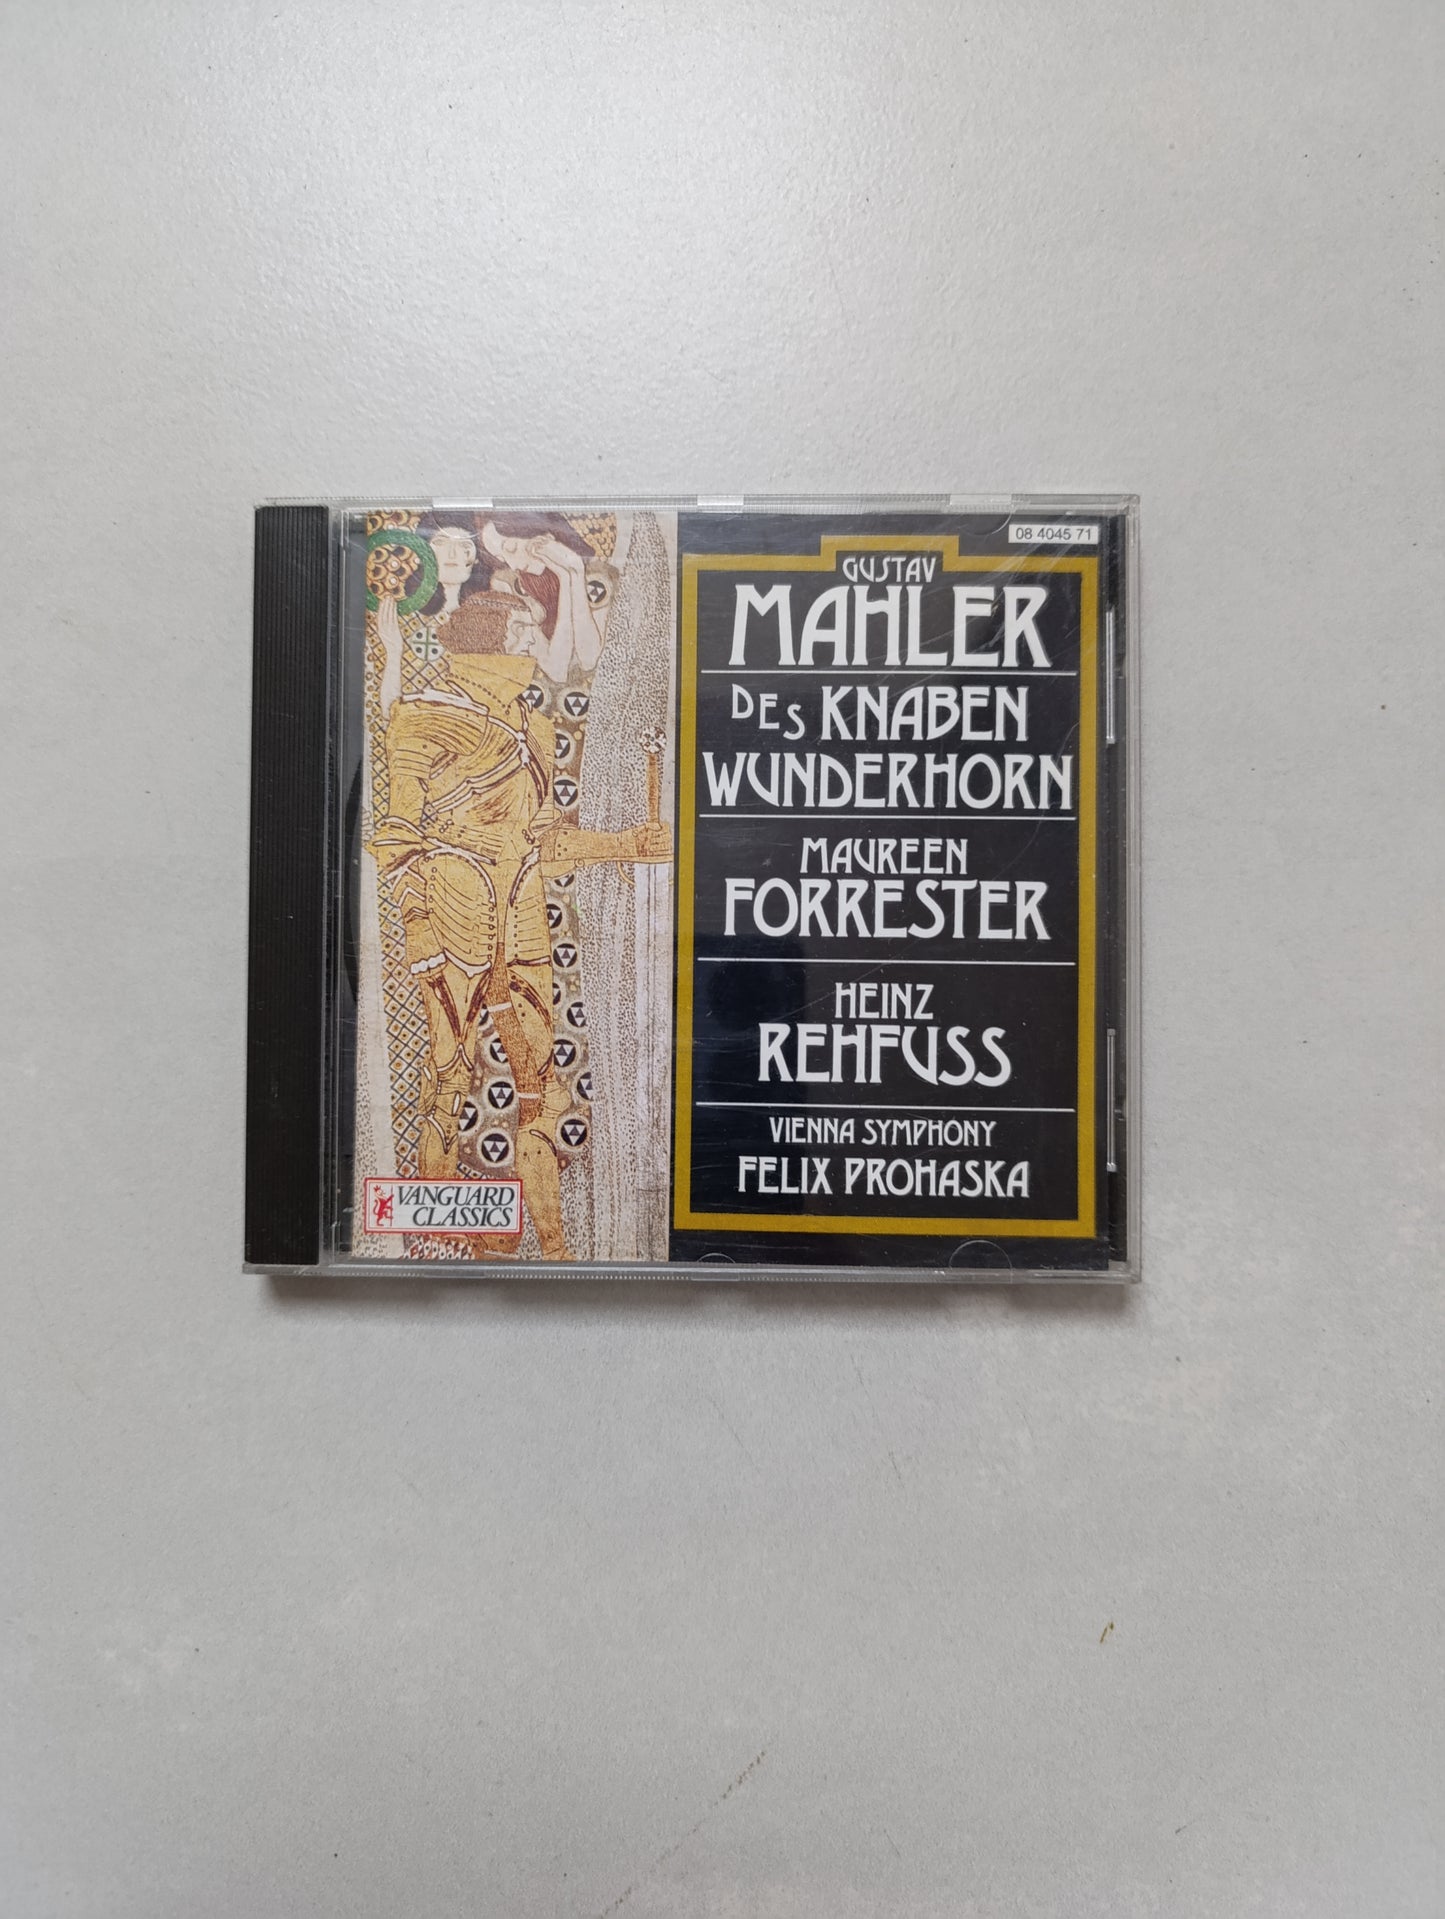 08 4045 71
GUSTAV
MAHLER
DES KNABEN
WUNDERHORN
MAUREEN
FORRESTER
HEINZ
REHFUSS
VIENNA SYMPHONY
FELIX PROHASKA
VANGUARD
CLASSICS